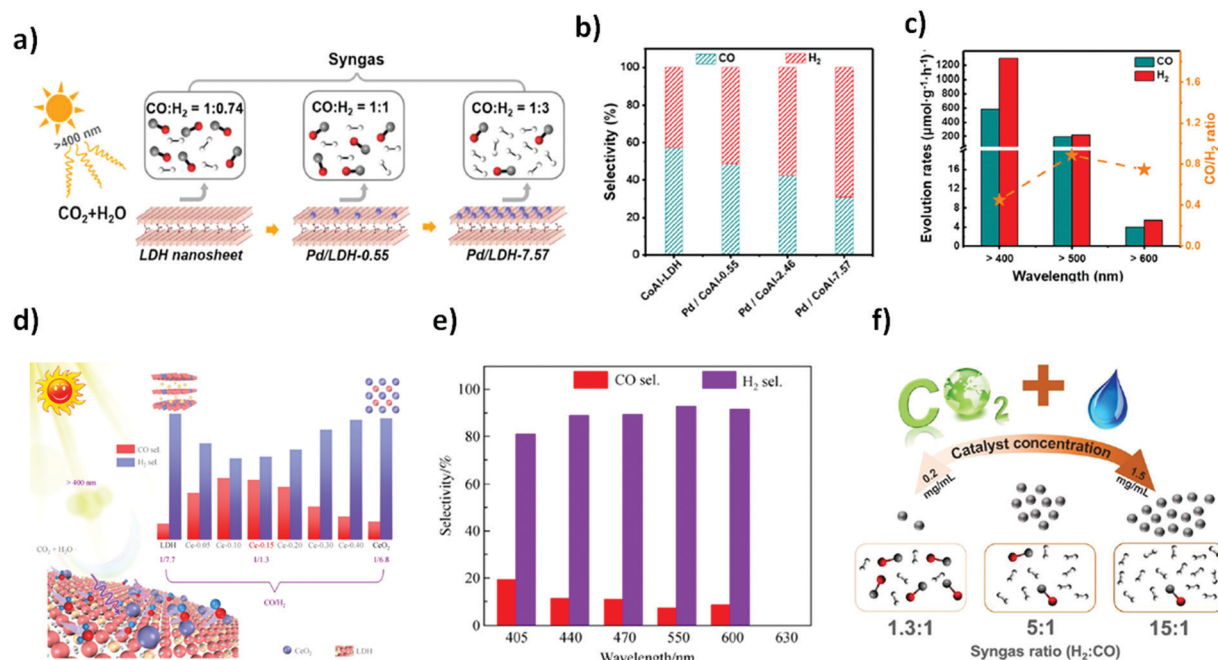 a)
Syngas
CO:H₂ = 1:0.74
CO:H₂ = 1:1
CO:H₂ = 1:3
>400 nm
CO₂+H₂O
LDH nanosheet
Pd/LDH-0.55
Pd/LDH-7.57
b)
CO
H₂
Selectivity (%)
100
80
60
40
20
0
CoAl-LDH
Pd / CoAl-0.55
Pd / CoAl-2.46
Pd / CoAl-7.57
c)
CO
H₂
Evolution rates (μmol·g⁻¹·h⁻¹)
1200
1000
800
600
400
200
16
12
8
4
0
CO/H₂ ratio
1.6
1.2
0.8
0.4
0.0
> 400
> 500
> 600
Wavelength (nm)
d)
CO sel.
H₂ sel.
> 400 nm
CO₂ + H₂O
LDH
Ce-0.05
Ce-0.10
Ce-0.15
Ce-0.20
Ce-0.30
Ce-0.40
CeO₂
1/7.7
1/1.3
1/6.8
CO/H₂
CeO₂
LDH
e)
CO sel.
H₂ sel.
Selectivity/%
100
80
60
40
20
0
405
440
470
550
600
630
Wavelength/nm
f)
CO₂
+
Catalyst concentration
0.2
mg/mL
1.5
mg/mL
1.3:1
5:1
15:1
Syngas ratio (H₂:CO)